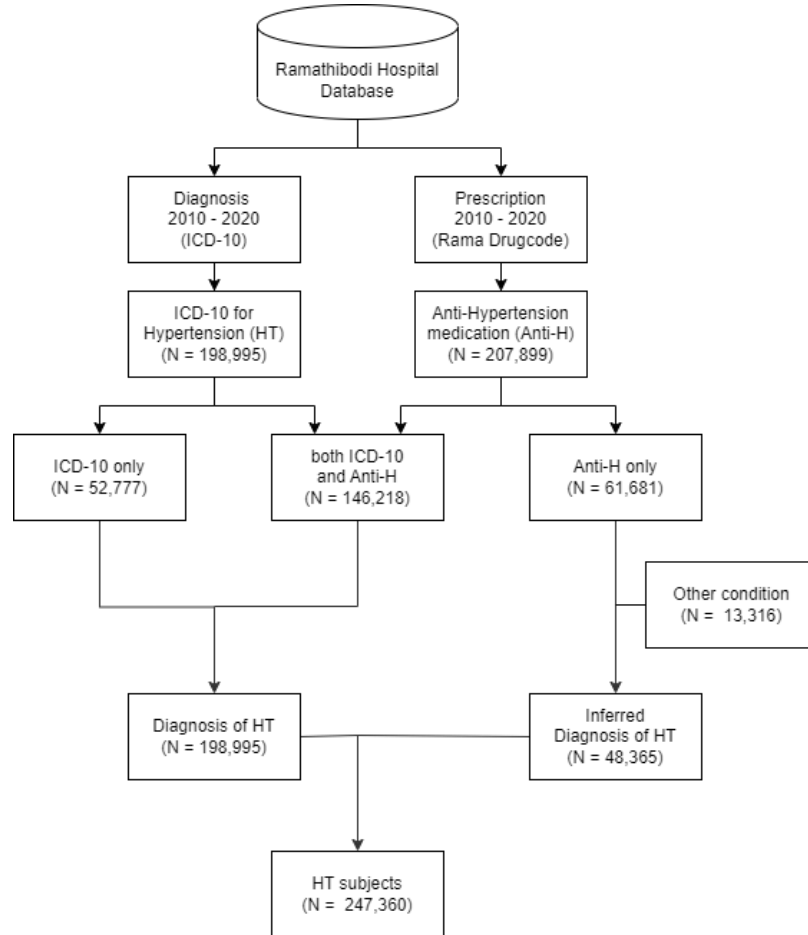 Ramathibodi Hospital
Database
Diagnosis
2010 - 2020
(ICD-10)
Prescription
2010 - 2020
(Rama Drugcode)
ICD-10 for
Hypertension (HT)
(N = 198,995)
Anti-Hypertension
medication (Anti-H)
(N = 207,899)
ICD-10 only
(N = 52,777)
both ICD-10
and Anti-H
(N = 146,218)
Anti-H only
(N = 61,681)
Other condition
(N = 13,316)
Diagnosis of HT
(N = 198,995)
Inferred
Diagnosis of HT
(N = 48,365)
HT subjects
(N = 247,360)